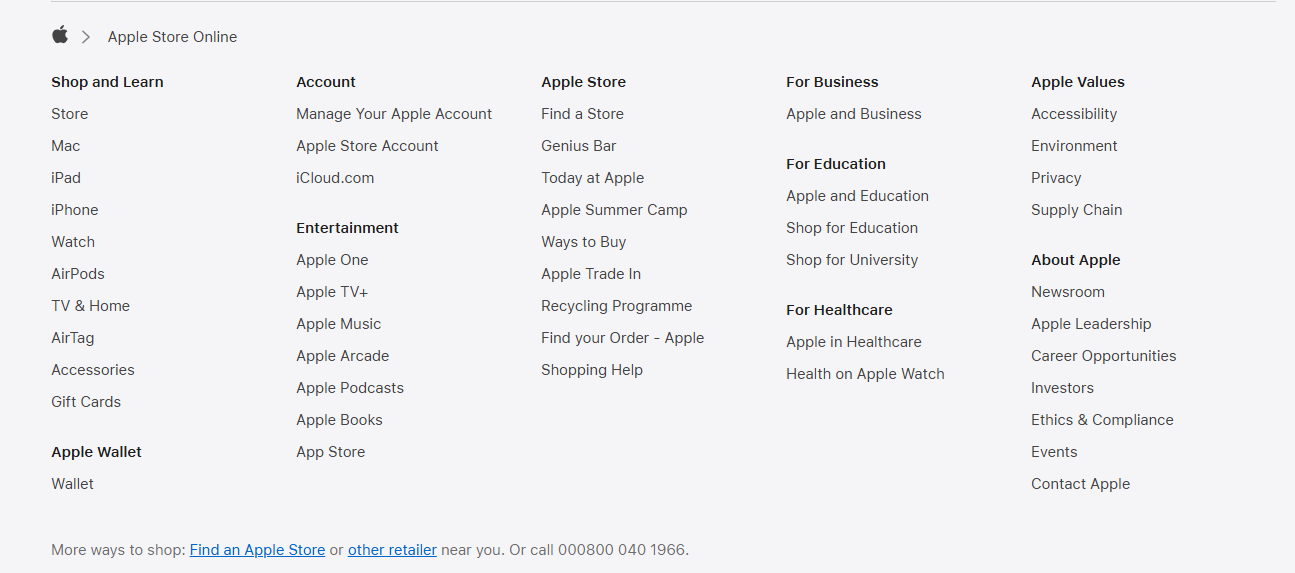 Apple Store Online
Shop and Learn
Store
Mac
iPad
iPhone
Watch
AirPods
TV & Home
AirTag
Accessories
Gift Cards
Apple Wallet
Wallet
Account
Manage Your Apple Account
Apple Store Account
iCloud.com
Entertainment
Apple One
Apple TV+
Apple Music
Apple Arcade
Apple Podcasts
Apple Books
App Store
Apple Store
Find a Store
Genius Bar
Today at Apple
Apple Summer Camp
Ways to Buy
Apple Trade In
Recycling Programme
Find your Order - Apple
Shopping Help
For Business
Apple and Business
For Education
Apple and Education
Shop for Education
Shop for University
For Healthcare
Apple in Healthcare
Health on Apple Watch
Apple Values
Accessibility
Environment
Privacy
Supply Chain
About Apple
Newsroom
Apple Leadership
Career Opportunities
Investors
Ethics & Compliance
Events
Contact Apple
More ways to shop: Find an Apple Store or other retailer near you. Or call 000800 040 1966.